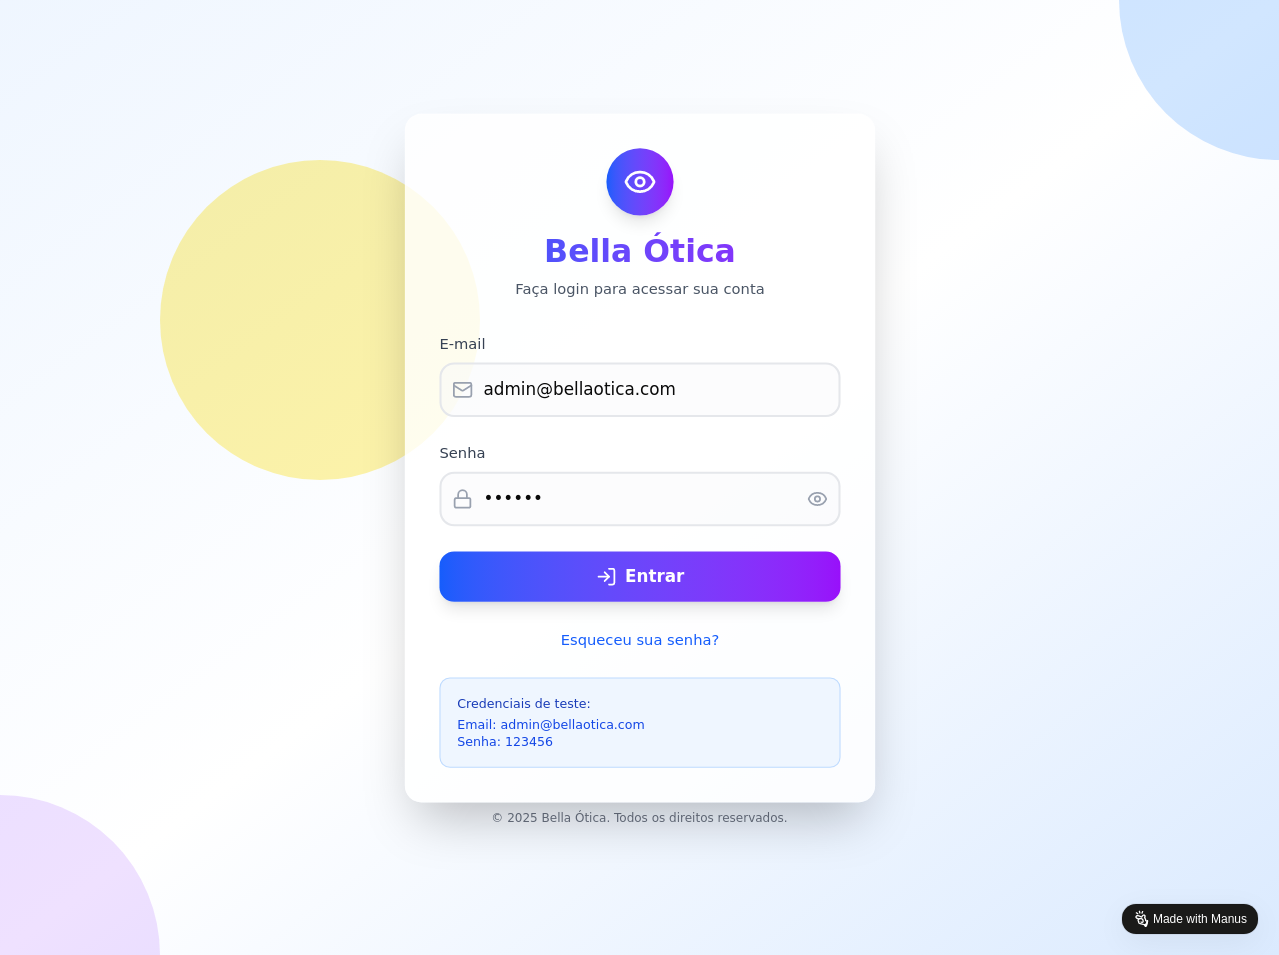 Bella Ótica
Faça login para acessar sua conta
E-mail
admin@bellaotica.com
Senha
••••••
Entrar
Esqueceu sua senha?
Credenciais de teste:
Email: admin@bellaotica.com
Senha: 123456
© 2025 Bella Ótica. Todos os direitos reservados.
Made with Manus